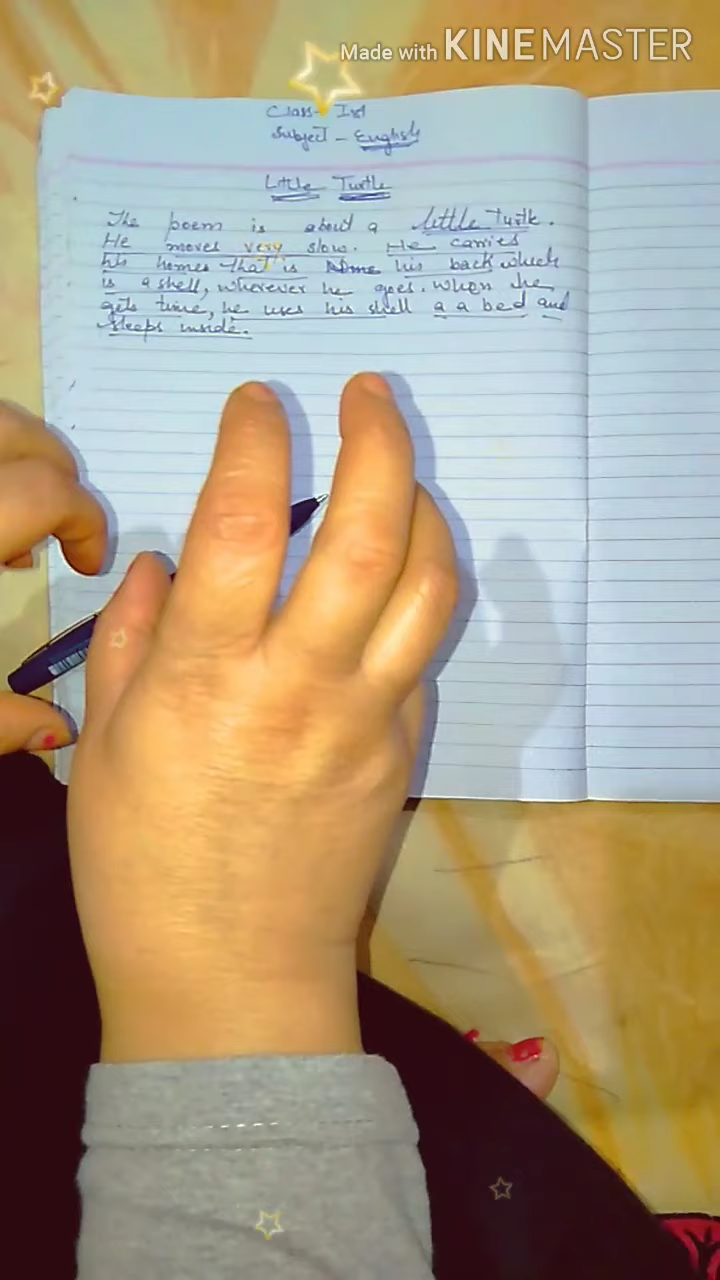 Made with KINEMASTER
Class- Ist
Subject - English
Little Turtle
The poem is about a little turtle.
He moves very slow. He carries
his homes that is his back which
is a shell, wherever he goes. when he
gets time, he uses his shell a a bed and
sleeps inside.